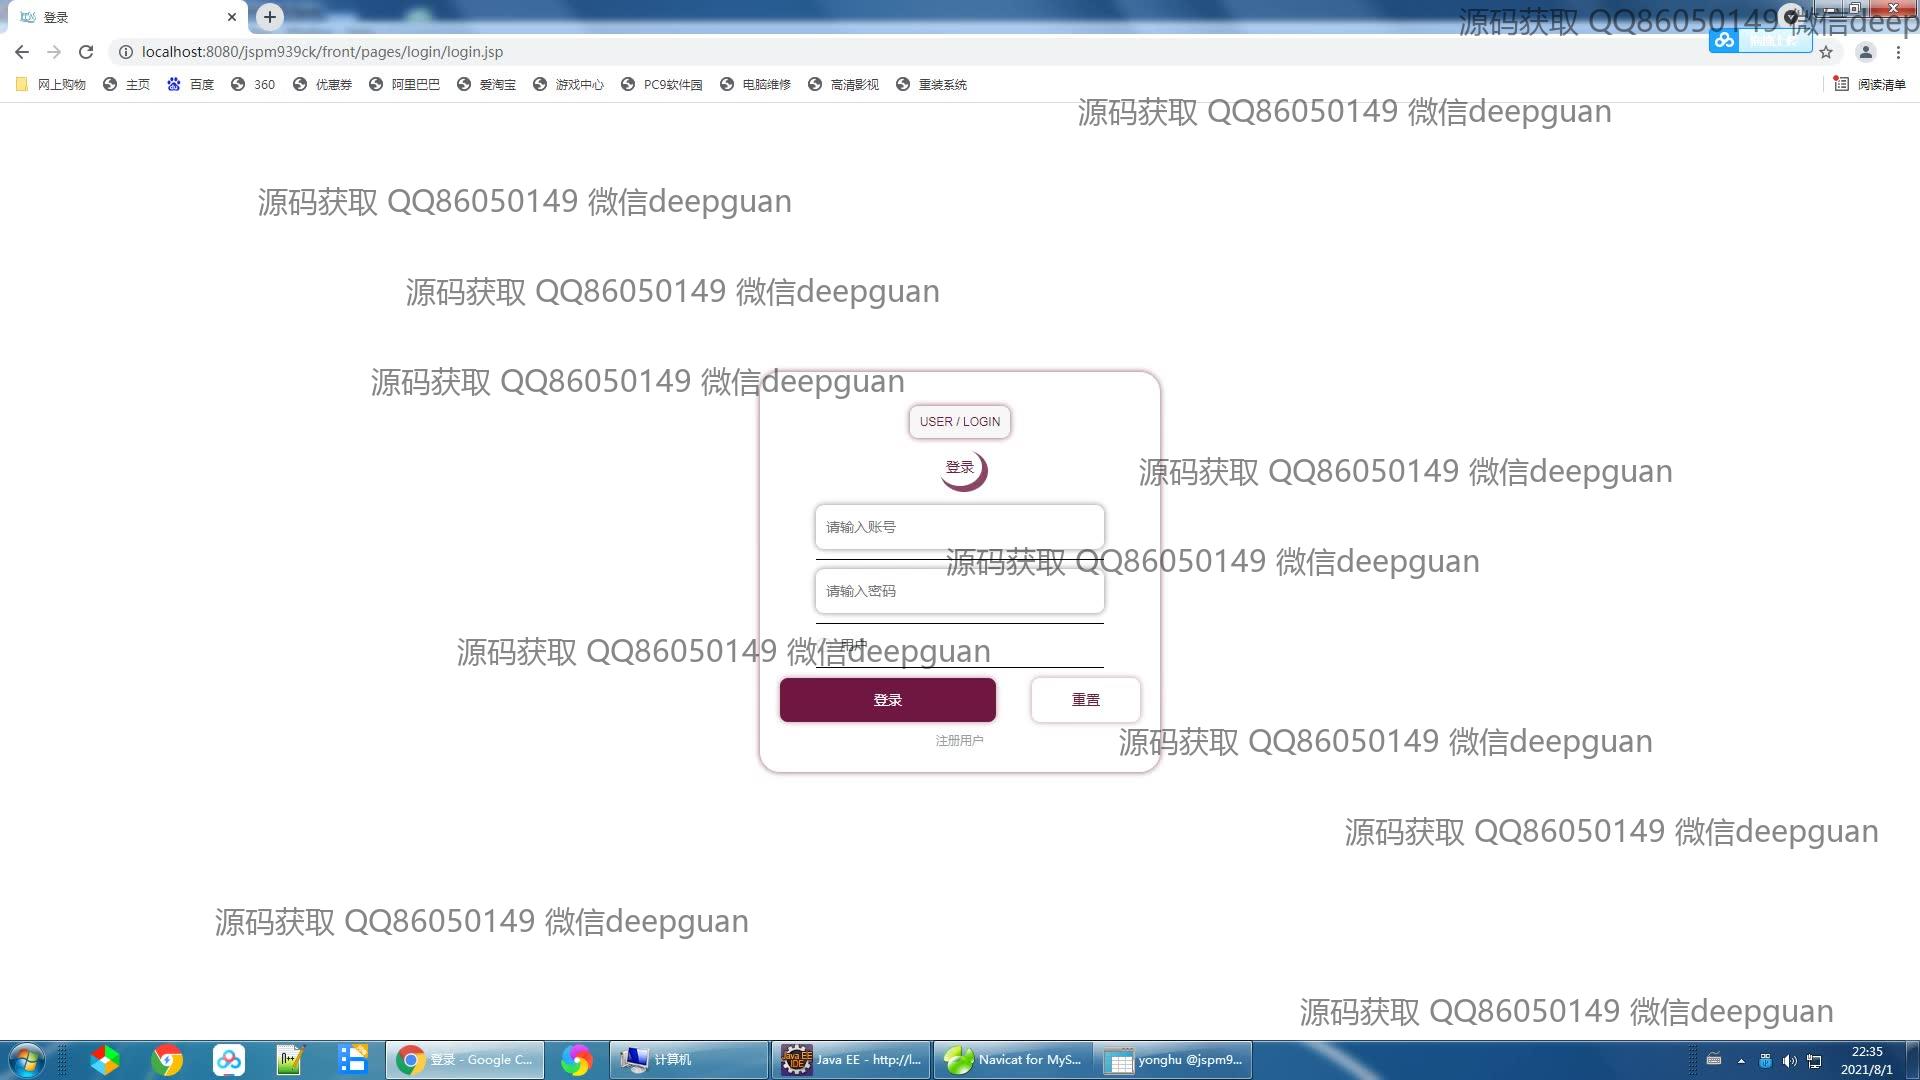 登录
源码获取 QQ86050149 微信deep
localhost:8080/jspm939ck/front/pages/login/login.jsp
网上购物 主页 百度 360 优惠券 阿里巴巴 爱淘宝 游戏中心 PC9软件园 电脑维修 高清影视 重装系统 阅读清单
源码获取 QQ86050149 微信deepguan
源码获取 QQ86050149 微信deepguan
源码获取 QQ86050149 微信deepguan
源码获取 QQ86050149 微信deepguan
USER / LOGIN
登录
源码获取 QQ86050149 微信deepguan
请输入账号
源码获取 QQ86050149 微信deepguan
请输入密码
用户
源码获取 QQ86050149 微信deepguan
登录 重置
注册用户
源码获取 QQ86050149 微信deepguan
源码获取 QQ86050149 微信deepguan
源码获取 QQ86050149 微信deepguan
源码获取 QQ86050149 微信deepguan
登录 - Google C... 计算机 Java EE - http://l... Navicat for MyS... yonghu @jspm9...
22:35
2021/8/1